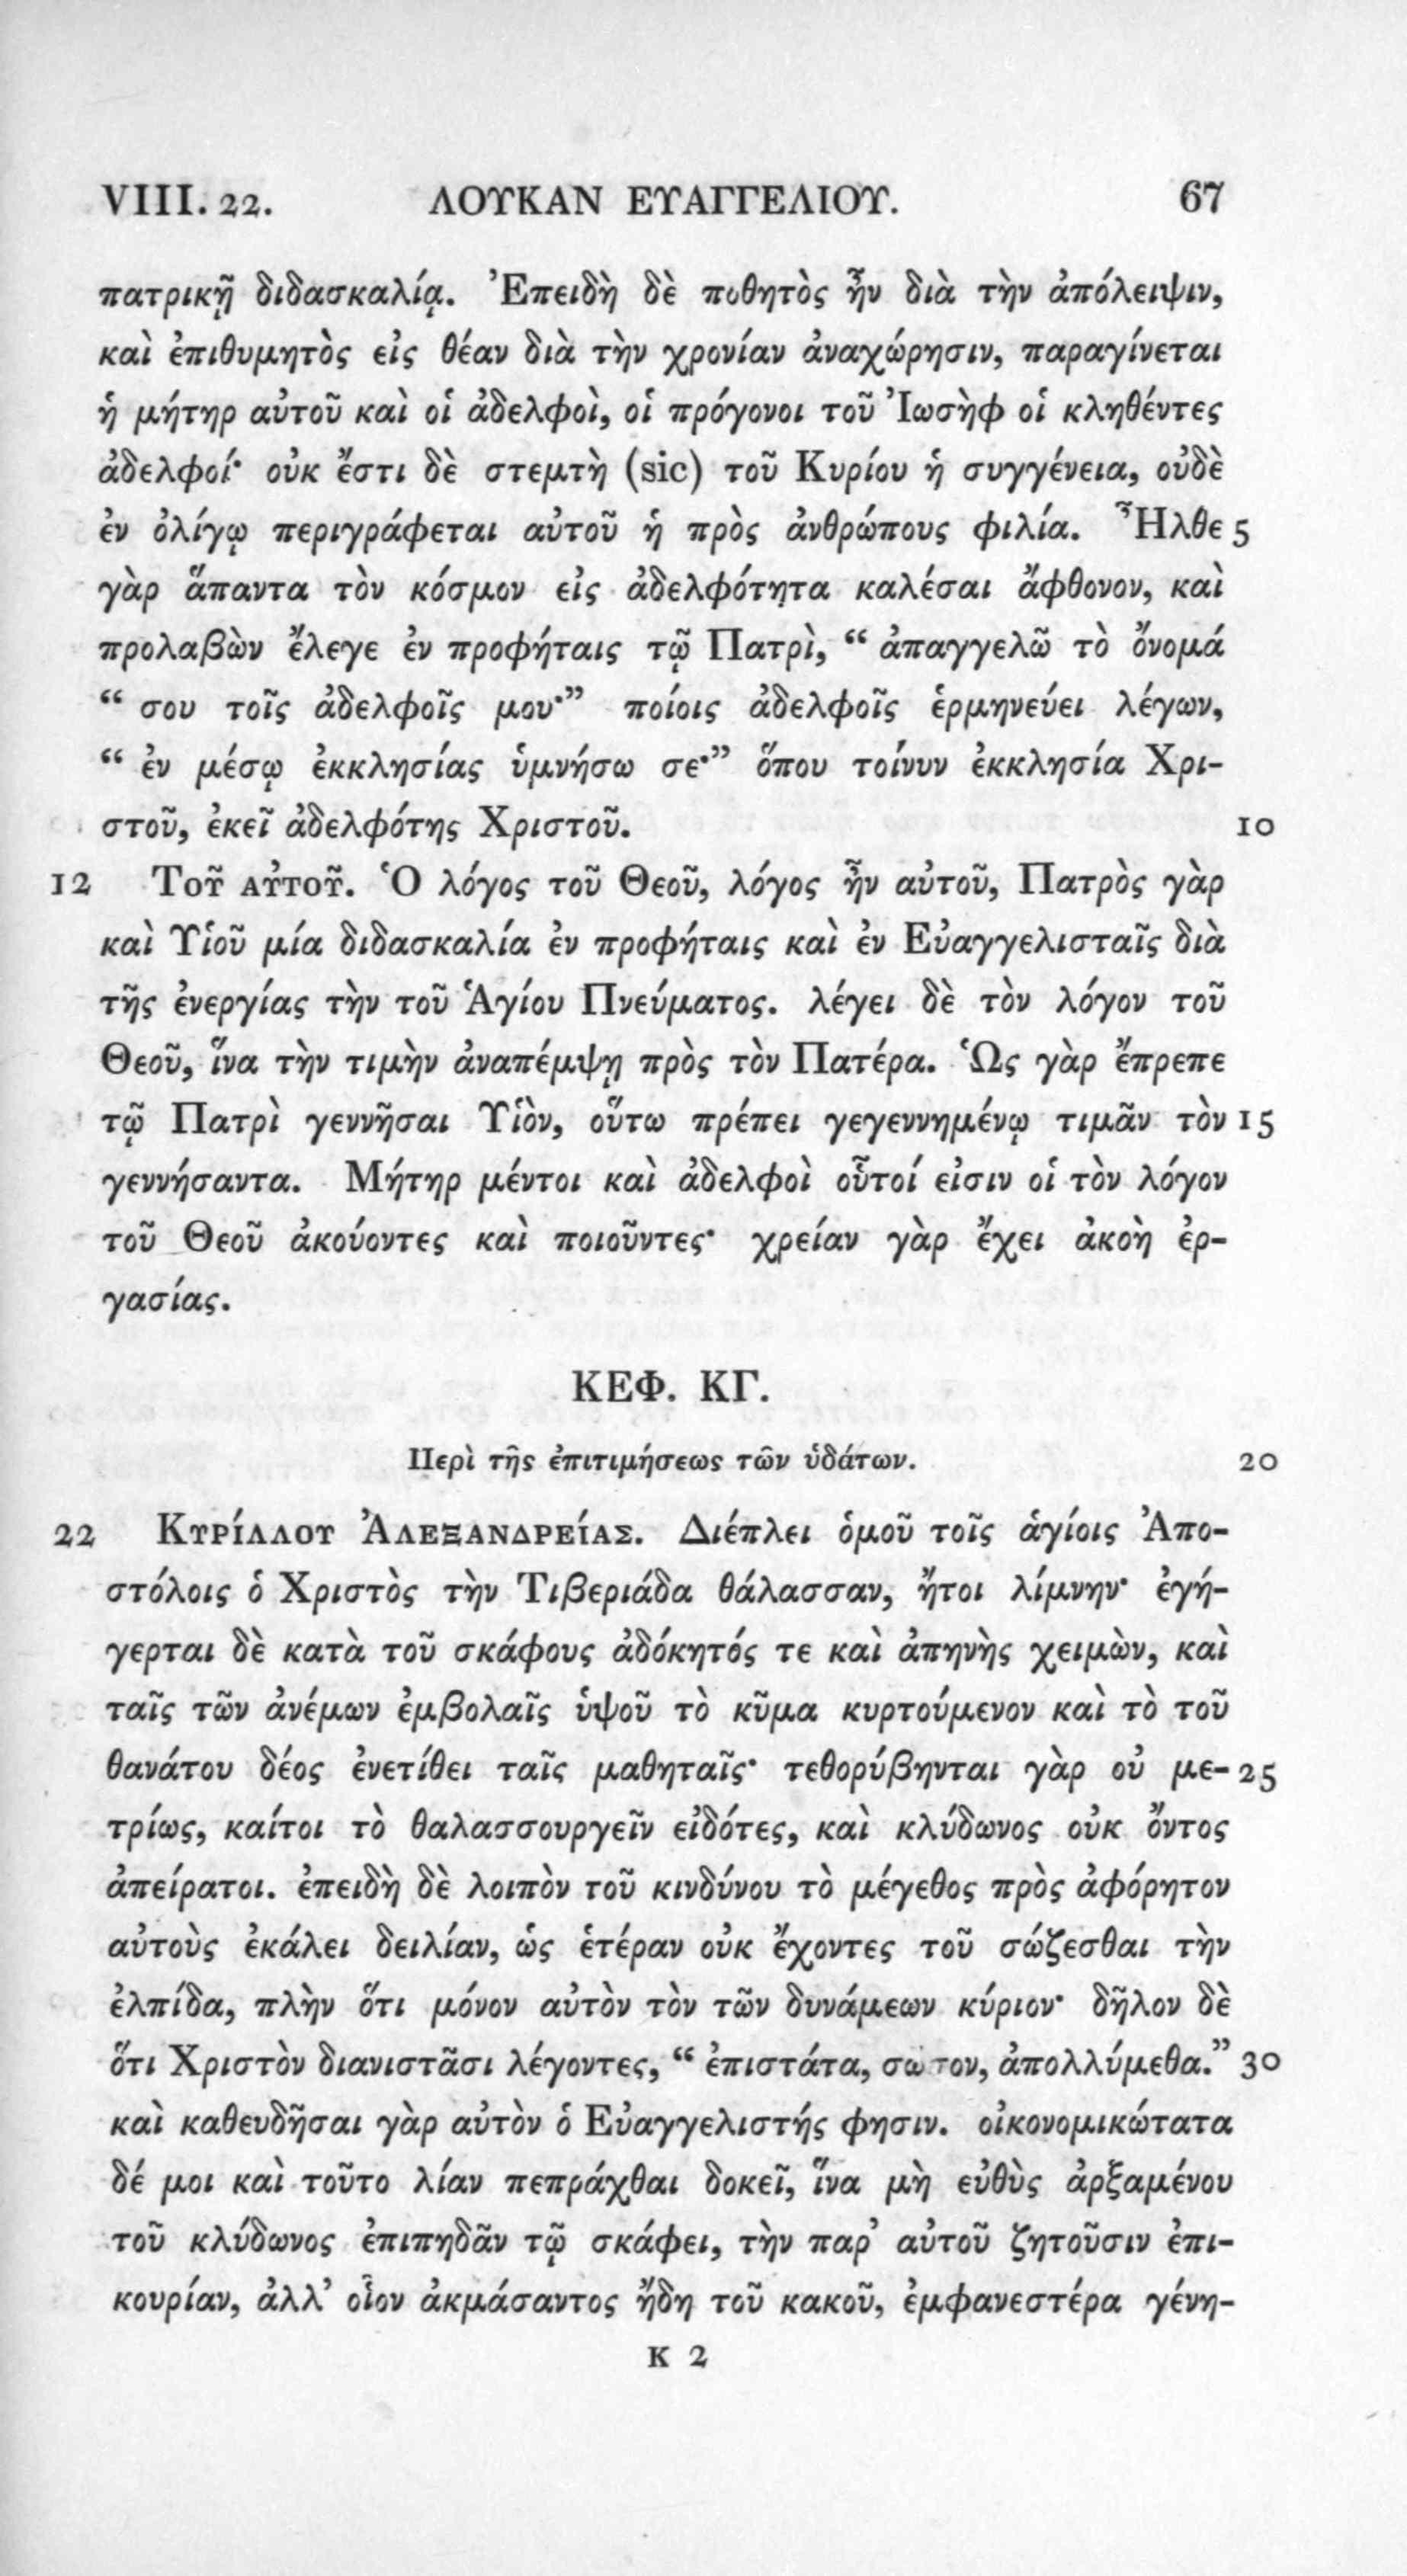 VIII. 22. ΛΟΥΚΑΝ ΕΥΑΓΓΕΛΙΟΥ. 67
πατρικῇ διδασκαλίᾳ. Ἐπειδὴ δὲ ποθητὸς ἦν διὰ τὴν ἀπόλειψιν,
καὶ ἐπιθυμητὸς εἰς θέαν διὰ τὴν χρονίαν ἀναχώρησιν, παραγίνεται
ἡ μήτηρ αὐτοῦ καὶ οἱ ἀδελφοὶ, οἱ πρόγονοι τοῦ Ἰωσὴφ οἱ κληθέντες
ἀδελφοί· οὐκ ἔστι δὲ στεμτὴ (sic) τοῦ Κυρίου ἡ συγγένεια, οὐδὲ
ἐν ὀλίγῳ περιγράφεται αὐτοῦ ἡ πρὸς ἀνθρώπους φιλία. Ἦλθε 5
γὰρ ἅπαντα τὸν κόσμον εἰς ἀδελφότητα καλέσαι ἄφθονον, καὶ
προλαβὼν ἔλεγε ἐν προφήταις τῷ Πατρὶ, “ ἀπαγγελῶ τὸ ὄνομά
“ σου τοῖς ἀδελφοῖς μου·” ποίοις ἀδελφοῖς ἑρμηνεύει λέγων,
“ ἐν μέσῳ ἐκκλησίας ὑμνήσω σε·” ὅπου τοίνυν ἐκκλησία Χρι-
στοῦ, ἐκεῖ ἀδελφότης Χριστοῦ. 10
12 ΤΟῦ ΑὐΤΟῦ. Ὁ λόγος τοῦ Θεοῦ, λόγος ἦν αὐτοῦ, Πατρὸς γὰρ
καὶ Υἱοῦ μία διδασκαλία ἐν προφήταις καὶ ἐν Εὐαγγελισταῖς διὰ
τῆς ἐνεργίας τὴν τοῦ Ἁγίου Πνεύματος. λέγει δὲ τὸν λόγον τοῦ
Θεοῦ, ἵνα τὴν τιμὴν ἀναπέμψῃ πρὸς τὸν Πατέρα. Ὡς γὰρ ἔπρεπε
τῷ Πατρὶ γεννῆσαι Υἱὸν, οὕτω πρέπει γεγεννημένῳ τιμᾶν τὸν 15
γεννήσαντα. Μήτηρ μέντοι καὶ ἀδελφοὶ οὗτοί εἰσιν οἱ τὸν λόγον
τοῦ Θεοῦ ἀκούοντες καὶ ποιοῦντες· χρείαν γὰρ ἔχει ἀκοὴ ἐρ-
γασίας.
ΚΕΦ. ΚΓ.
Περὶ τῆς ἐπιτιμήσεως τῶν ὑδάτων. 20
22 ΚΥΡίΛΛΟΥ ἈΛΕΞΑΝΔΡΕίΑΣ. Διέπλει ὁμοῦ τοῖς ἁγίοις Ἀπο-
στόλοις ὁ Χριστὸς τὴν Τιβεριάδα θάλασσαν, ἤτοι λίμνην· ἐγή-
γερται δὲ κατὰ τοῦ σκάφους ἀδόκητός τε καὶ ἀπηνὴς χειμὼν, καὶ
ταῖς τῶν ἀνέμων ἐμβολαῖς ὑψοῦ τὸ κῦμα κυρτούμενον καὶ τὸ τοῦ
θανάτου δέος ἐνετίθει ταῖς μαθηταῖς· τεθορύβηνται γὰρ οὐ με- 25
τρίως, καίτοι τὸ θαλασσουργεῖν εἰδότες, καὶ κλύδωνος οὐκ ὄντος
ἀπείρατοι. ἐπειδὴ δὲ λοιπὸν τοῦ κινδύνου τὸ μέγεθος πρὸς ἀφόρητον
αὐτοὺς ἐκάλει δειλίαν, ὡς ἑτέραν οὐκ ἔχοντες τοῦ σώζεσθαι τὴν
ἐλπίδα, πλὴν ὅτι μόνον αὐτὸν τὸν τῶν δυνάμεων κύριον· δῆλον δὲ
ὅτι Χριστὸν διανιστᾶσι λέγοντες, “ ἐπιστάτα, σῶσον, ἀπολλύμεθα.” 30
καὶ καθευδῆσαι γὰρ αὐτὸν ὁ Εὐαγγελιστής φησιν. οἰκονομικώτατα
δέ μοι καὶ τοῦτο λίαν πεπράχθαι δοκεῖ, ἵνα μὴ εὐθὺς ἀρξαμένου
τοῦ κλύδωνος ἐπιπηδᾶν τῷ σκάφει, τὴν παρ’ αὐτοῦ ζητοῦσιν ἐπι-
κουρίαν, ἀλλ’ οἷον ἀκμάσαντος ἤδη τοῦ κακοῦ, ἐμφανεστέρα γένη-
K 2